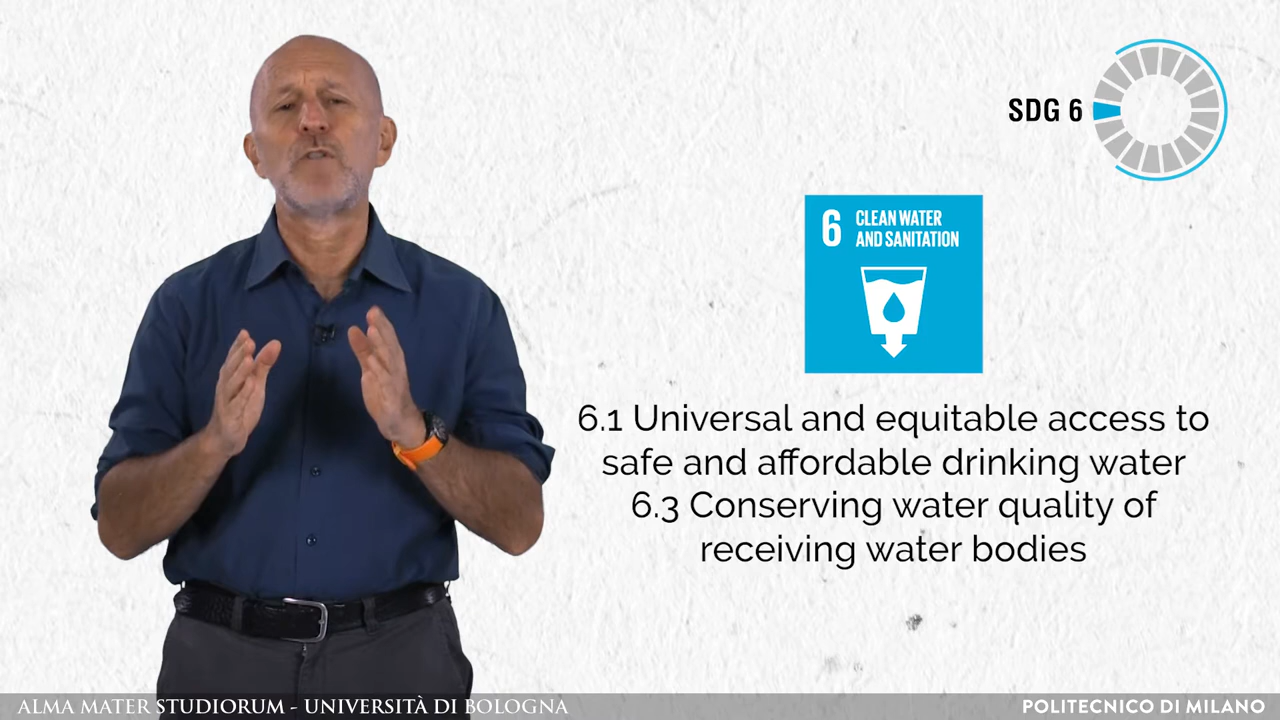 SDG 6
6 CLEAN WATER
AND SANITATION
6.1 Universal and equitable access to
safe and affordable drinking water
6.3 Conserving water quality of
receiving water bodies
ALMA MATER STUDIORUM - UNIVERSITÀ DI BOLOGNA
POLITECNICO DI MILANO